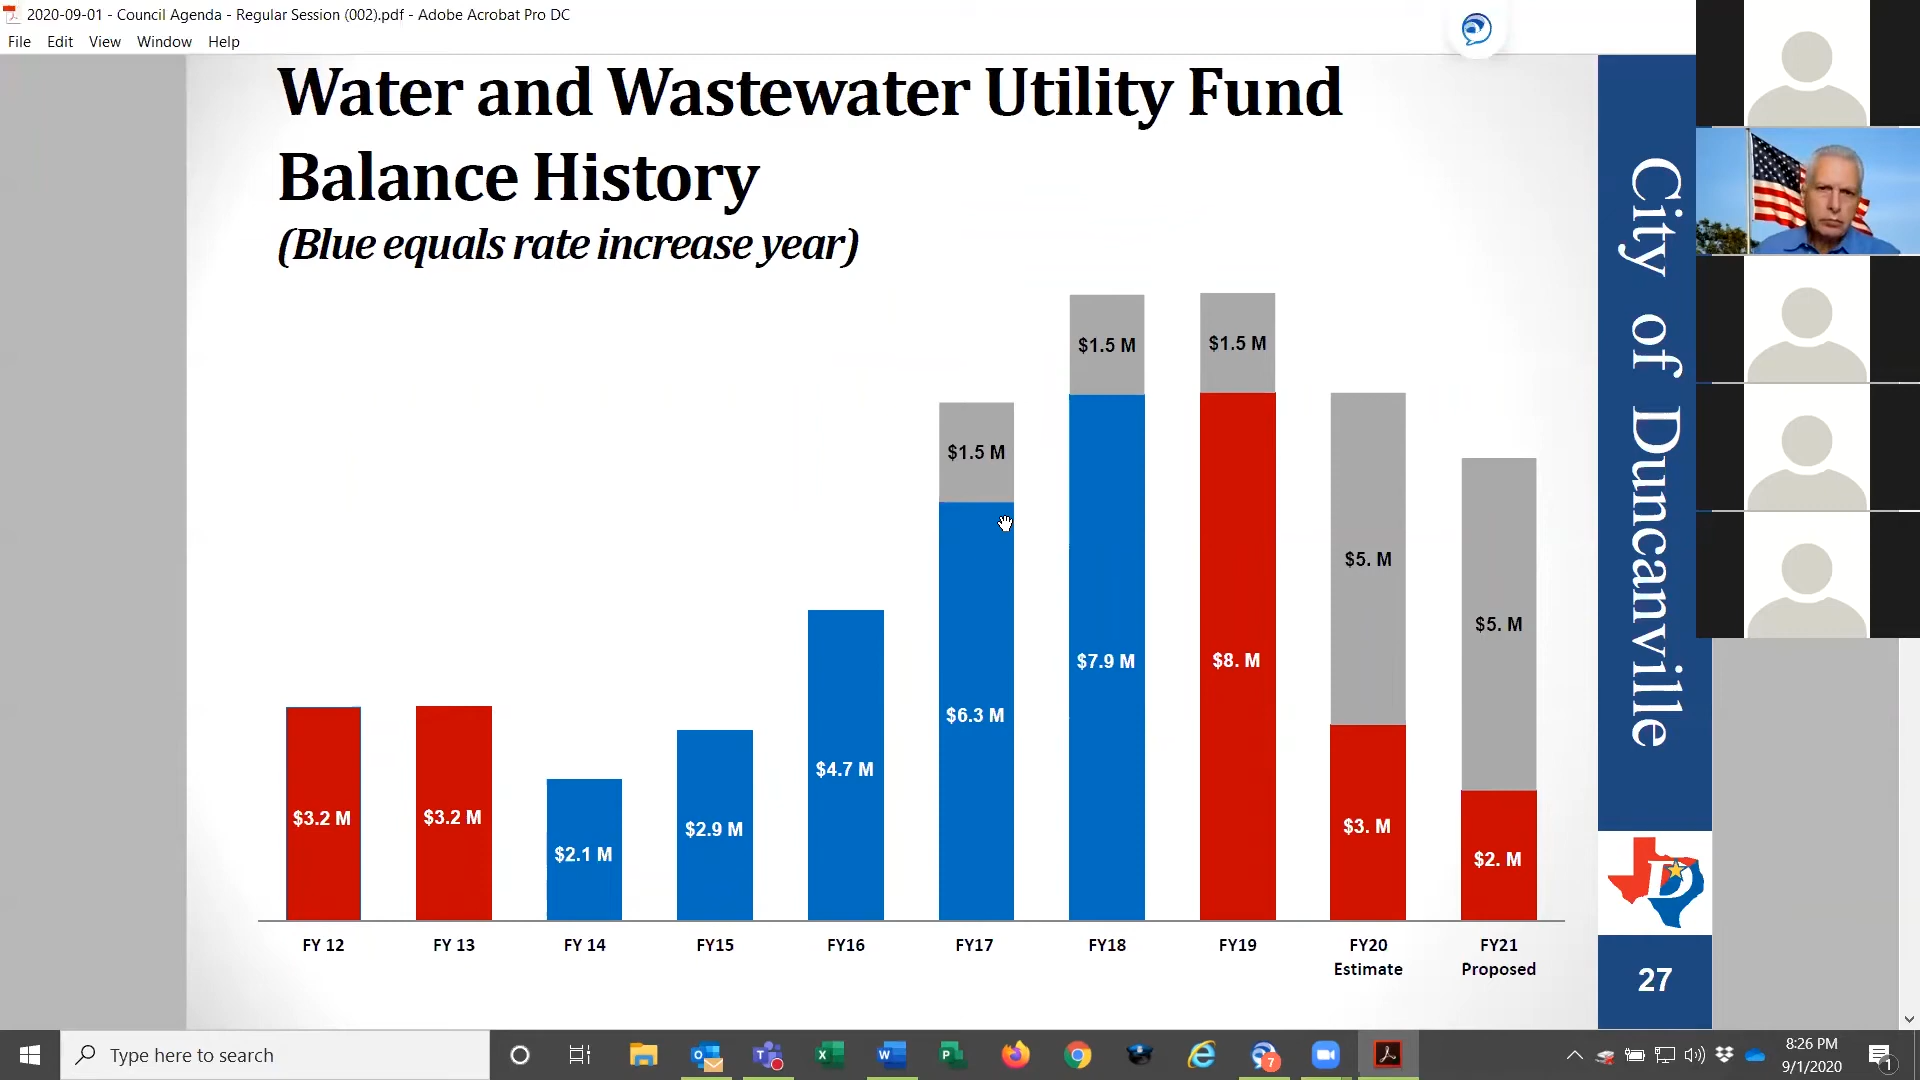 2020-09-01 - Council Agenda - Regular Session (002).pdf - Adobe Acrobat Pro DC
File Edit View Window Help
Water and Wastewater Utility Fund
Balance History
(Blue equals rate increase year)
$1.5 M
$1.5 M
$1.5 M
$5. M
$5. M
$3.2 M
$3.2 M
$2.1 M
$2.9 M
$4.7 M
$6.3 M
$7.9 M
$8. M
$3. M
$2. M
FY 12
FY 13
FY 14
FY15
FY16
FY17
FY18
FY19
FY20
Estimate
FY21
Proposed
City of Duncanville
D
27
Type here to search
7
8:26 PM
9/1/2020
1